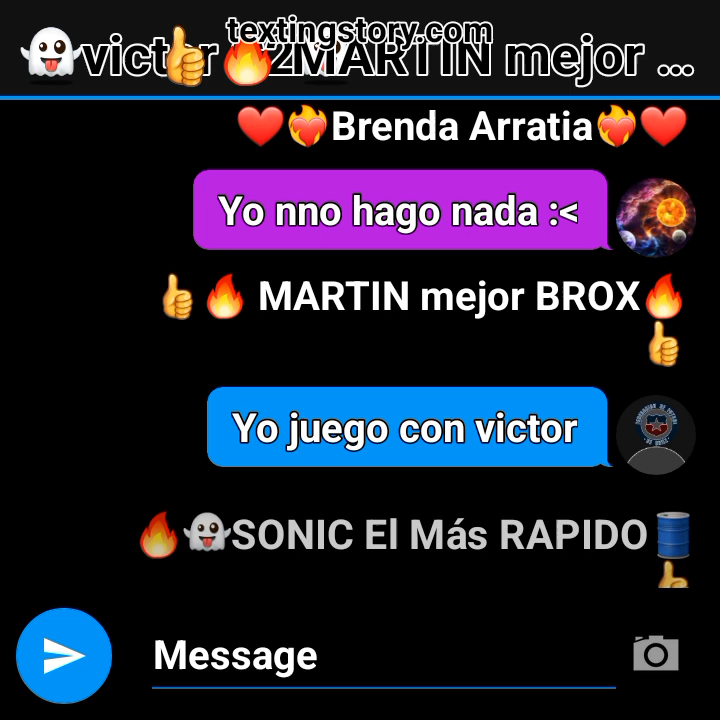 textingstory.com
👻victor 👍🔥 MARTIN mejor ...
❤️❤️‍🔥Brenda Arratia❤️‍🔥❤️
Yo nno hago nada :<
👍🔥 MARTIN mejor BROX🔥
👍
Yo juego con victor
🔥👻SONIC El Más RAPIDO🛢️
👍
Message